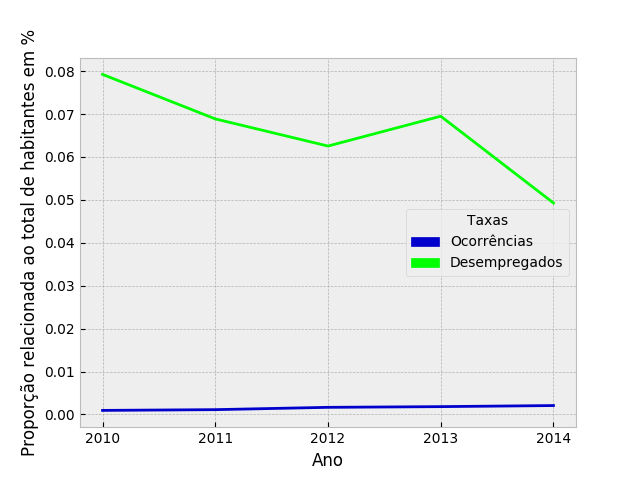 Proporção relacionada ao total de habitantes em %
0.08
0.07
0.06
0.05
0.04
0.03
0.02
0.01
0.00
Taxas
Ocorrências
Desempregados
2010 2011 2012 2013 2014
Ano